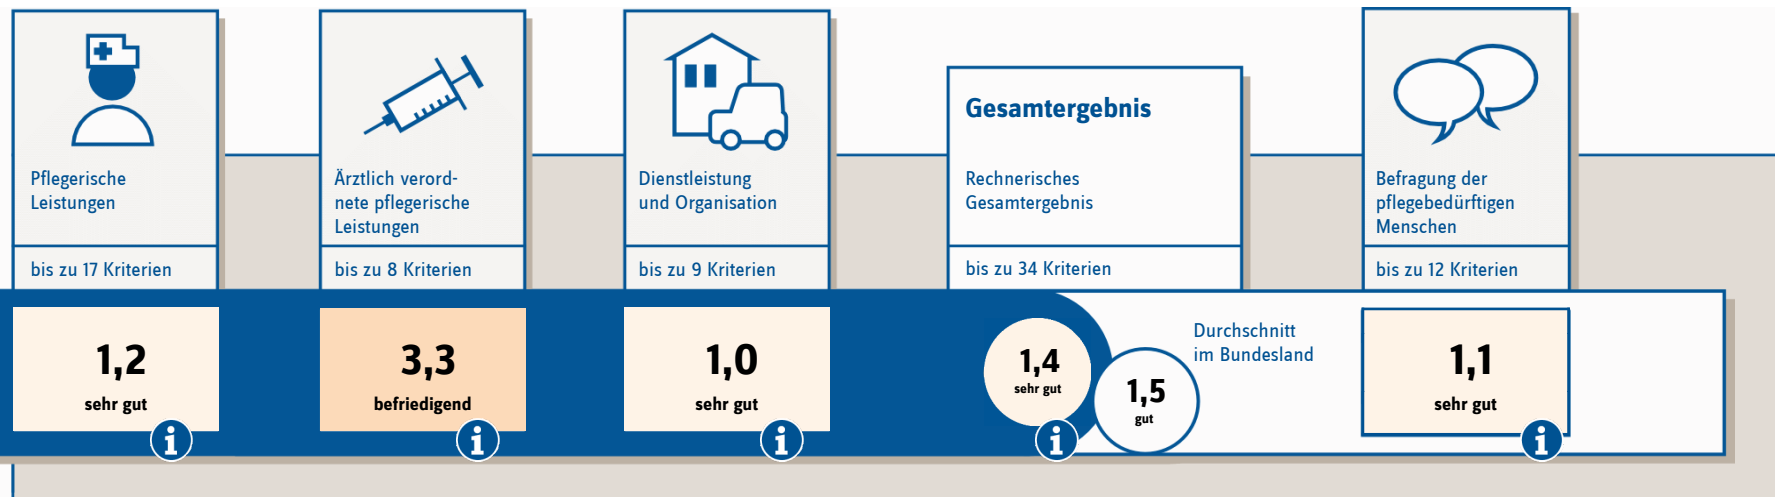 Pflegerische
Leistungen
bis zu 17 Kriterien
1,2
sehr gut
i
Ärztlich verord-
nete pflegerische
Leistungen
bis zu 8 Kriterien
3,3
befriedigend
i
Dienstleistung
und Organisation
bis zu 9 Kriterien
1,0
sehr gut
i
Gesamtergebnis
Rechnerisches
Gesamtergebnis
bis zu 34 Kriterien
1,4
sehr gut
i
1,5
gut
Durchschnitt
im Bundesland
Befragung der
pflegebedürftigen
Menschen
bis zu 12 Kriterien
1,1
sehr gut
i